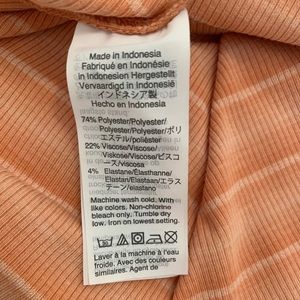 Made in Indonesia
Fabriqué en Indonésie
in Indonesien Hergestellt
Vervaardigd in Indonesië
インドネシア製
Hecho en Indonesia
74% Polyester/Polyester/
Polyester/Polyester/ポリ
エステル/poliéster
22% Viscose/Viscose/
Viskose/Viscose/ビスコ
ース/viscosa
4% Elastane/Élasthanne/
Elastan/Elastaan/エラス
テーン/elastano
Machine wash cold. With
like colors. Non-chlorine
bleach only. Tumble dry
low. Iron on lowest setting.
Laver à la machine à l'eau
froide. Avec des couleurs
similaires. Agent de